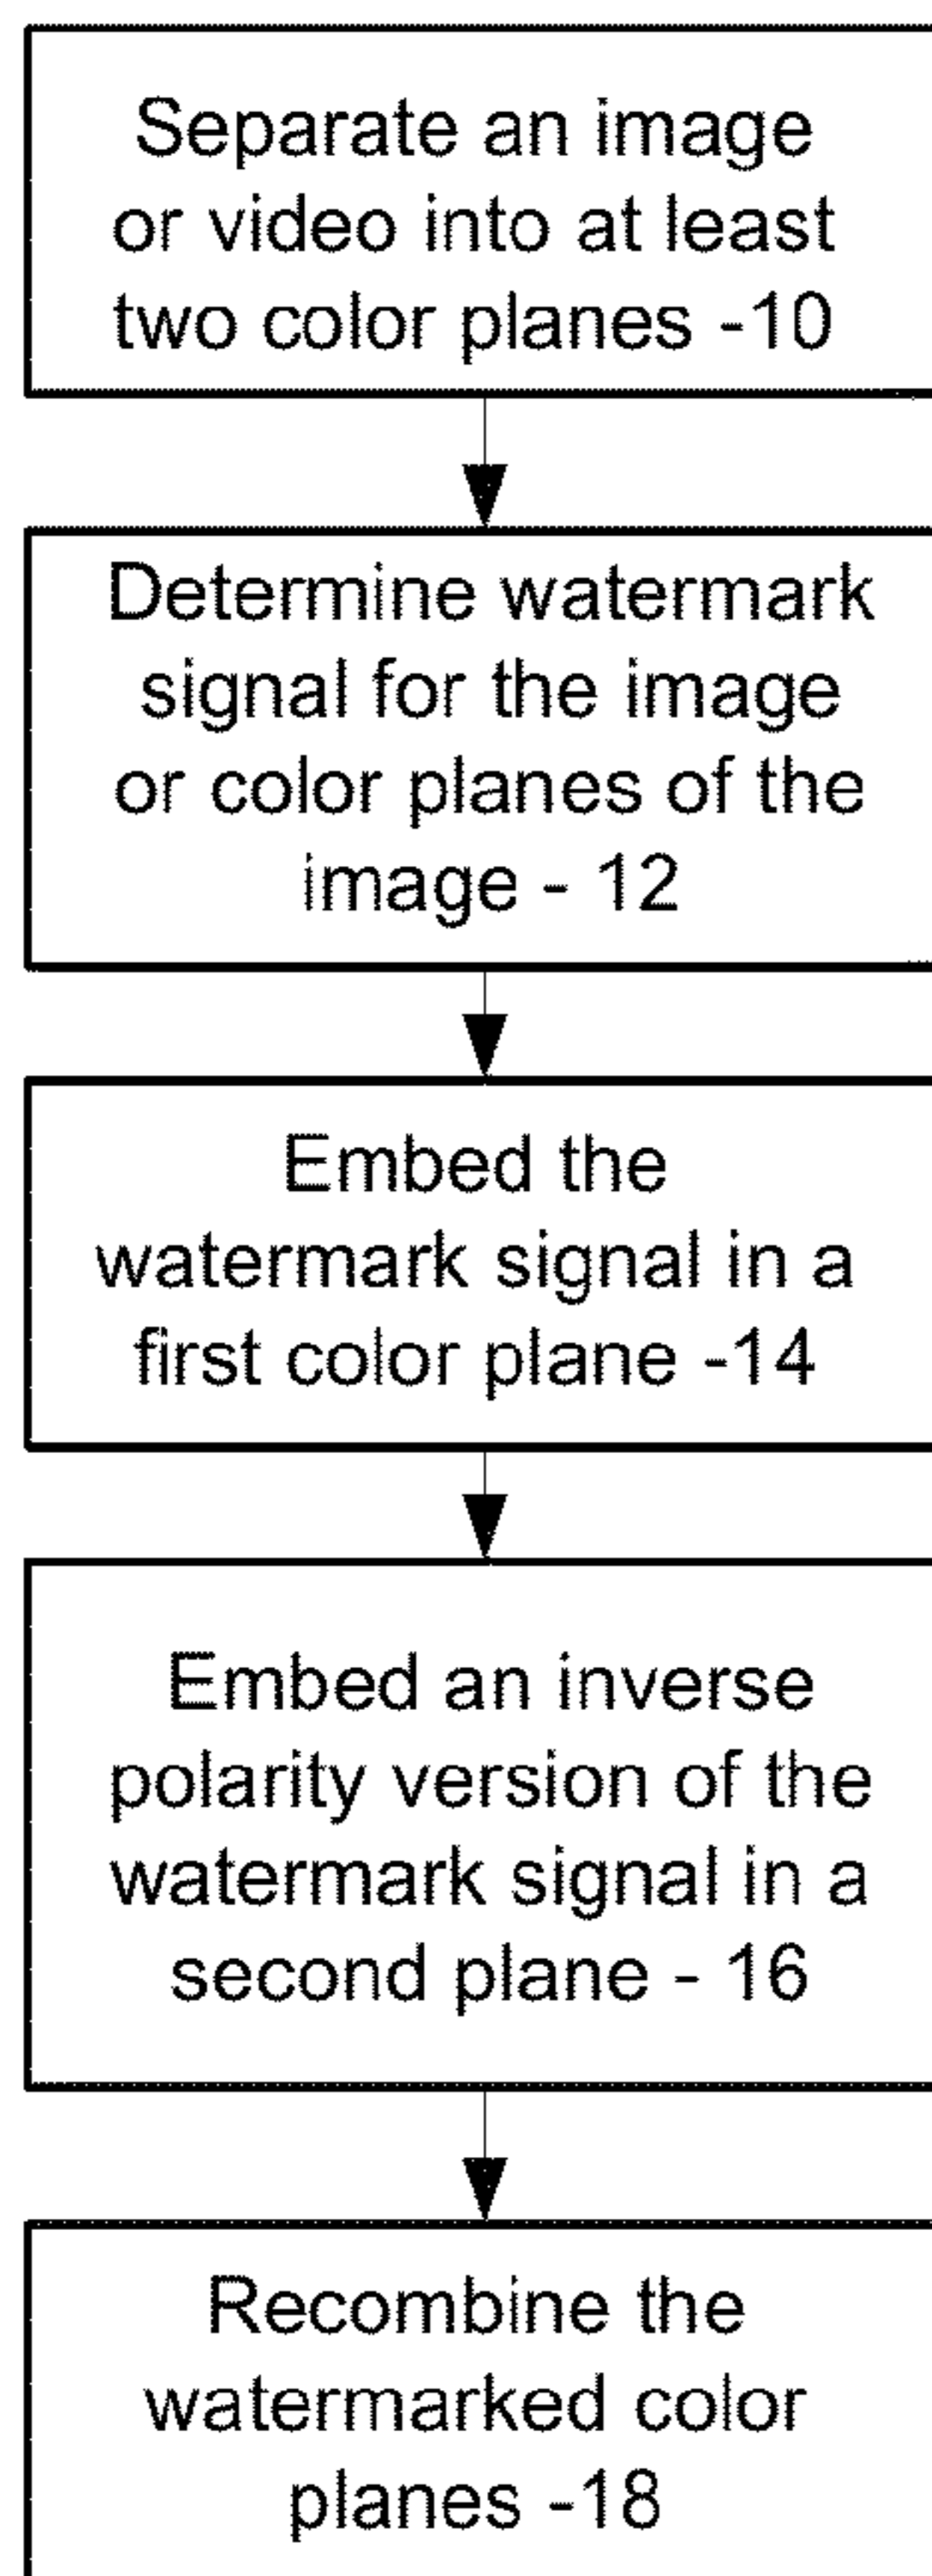 Separate an image
or video into at least
two color planes -10
Determine watermark
signal for the image
or color planes of the
image - 12
Embed the
watermark signal in a
first color plane -14
Embed an inverse
polarity version of the
watermark signal in a
second plane - 16
Recombine the
watermarked color
planes -18